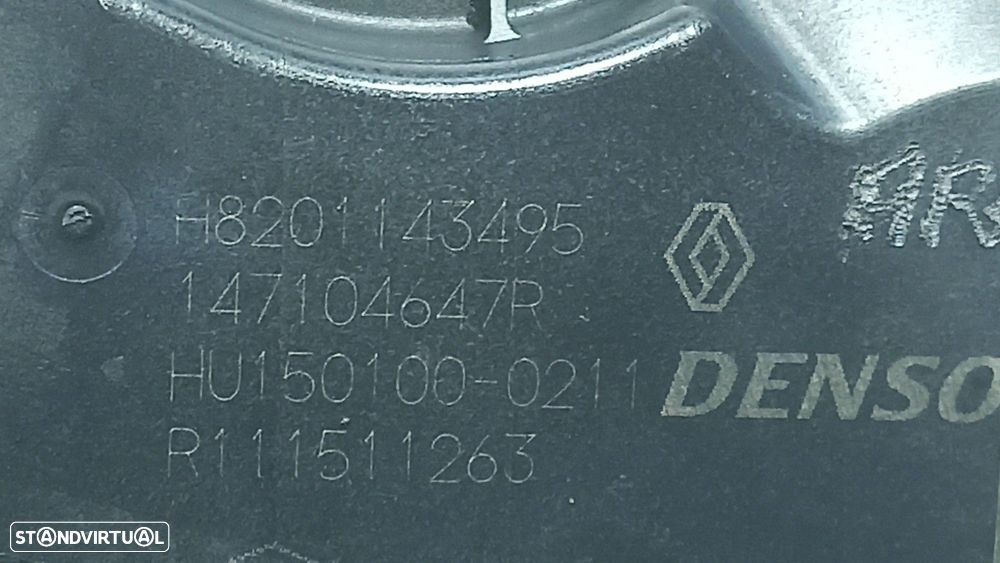 H8201143495
147104647R
HU150100-0211
R111511263
DENSO
STANDVIRTUAL